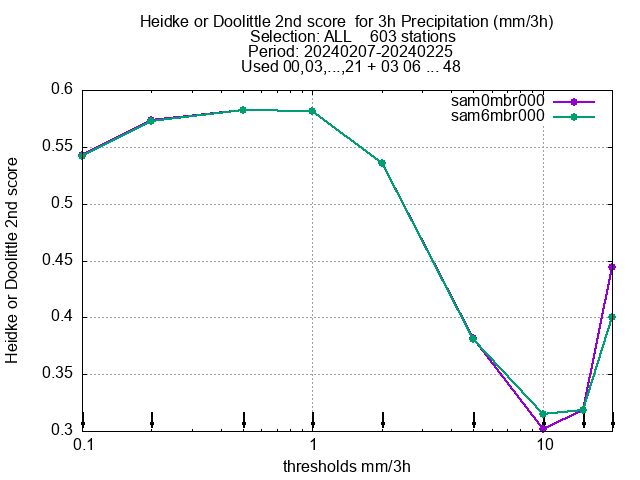 Heidke or Doolittle 2nd score  for 3h Precipitation (mm/3h)
Selection: ALL    603 stations
Period: 20240207-20240225
Used 00,03,...,21 + 03 06 ... 48
sam0mbr000
sam6mbr000
0.6
0.55
0.5
0.45
0.4
0.35
0.3
Heidke or Doolittle 2nd score
0.1
1
10
thresholds mm/3h